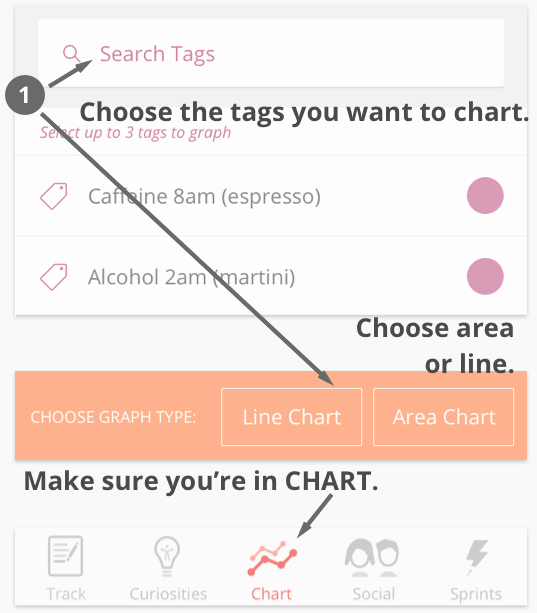 Search Tags
1
Choose the tags you want to chart.
Select up to 3 tags to graph
Caffeine 8am (espresso)
Alcohol 2am (martini)
Choose area
or line.
CHOOSE GRAPH TYPE: Line Chart Area Chart
Make sure you’re in CHART.
Track Curiosities Chart Social Sprints